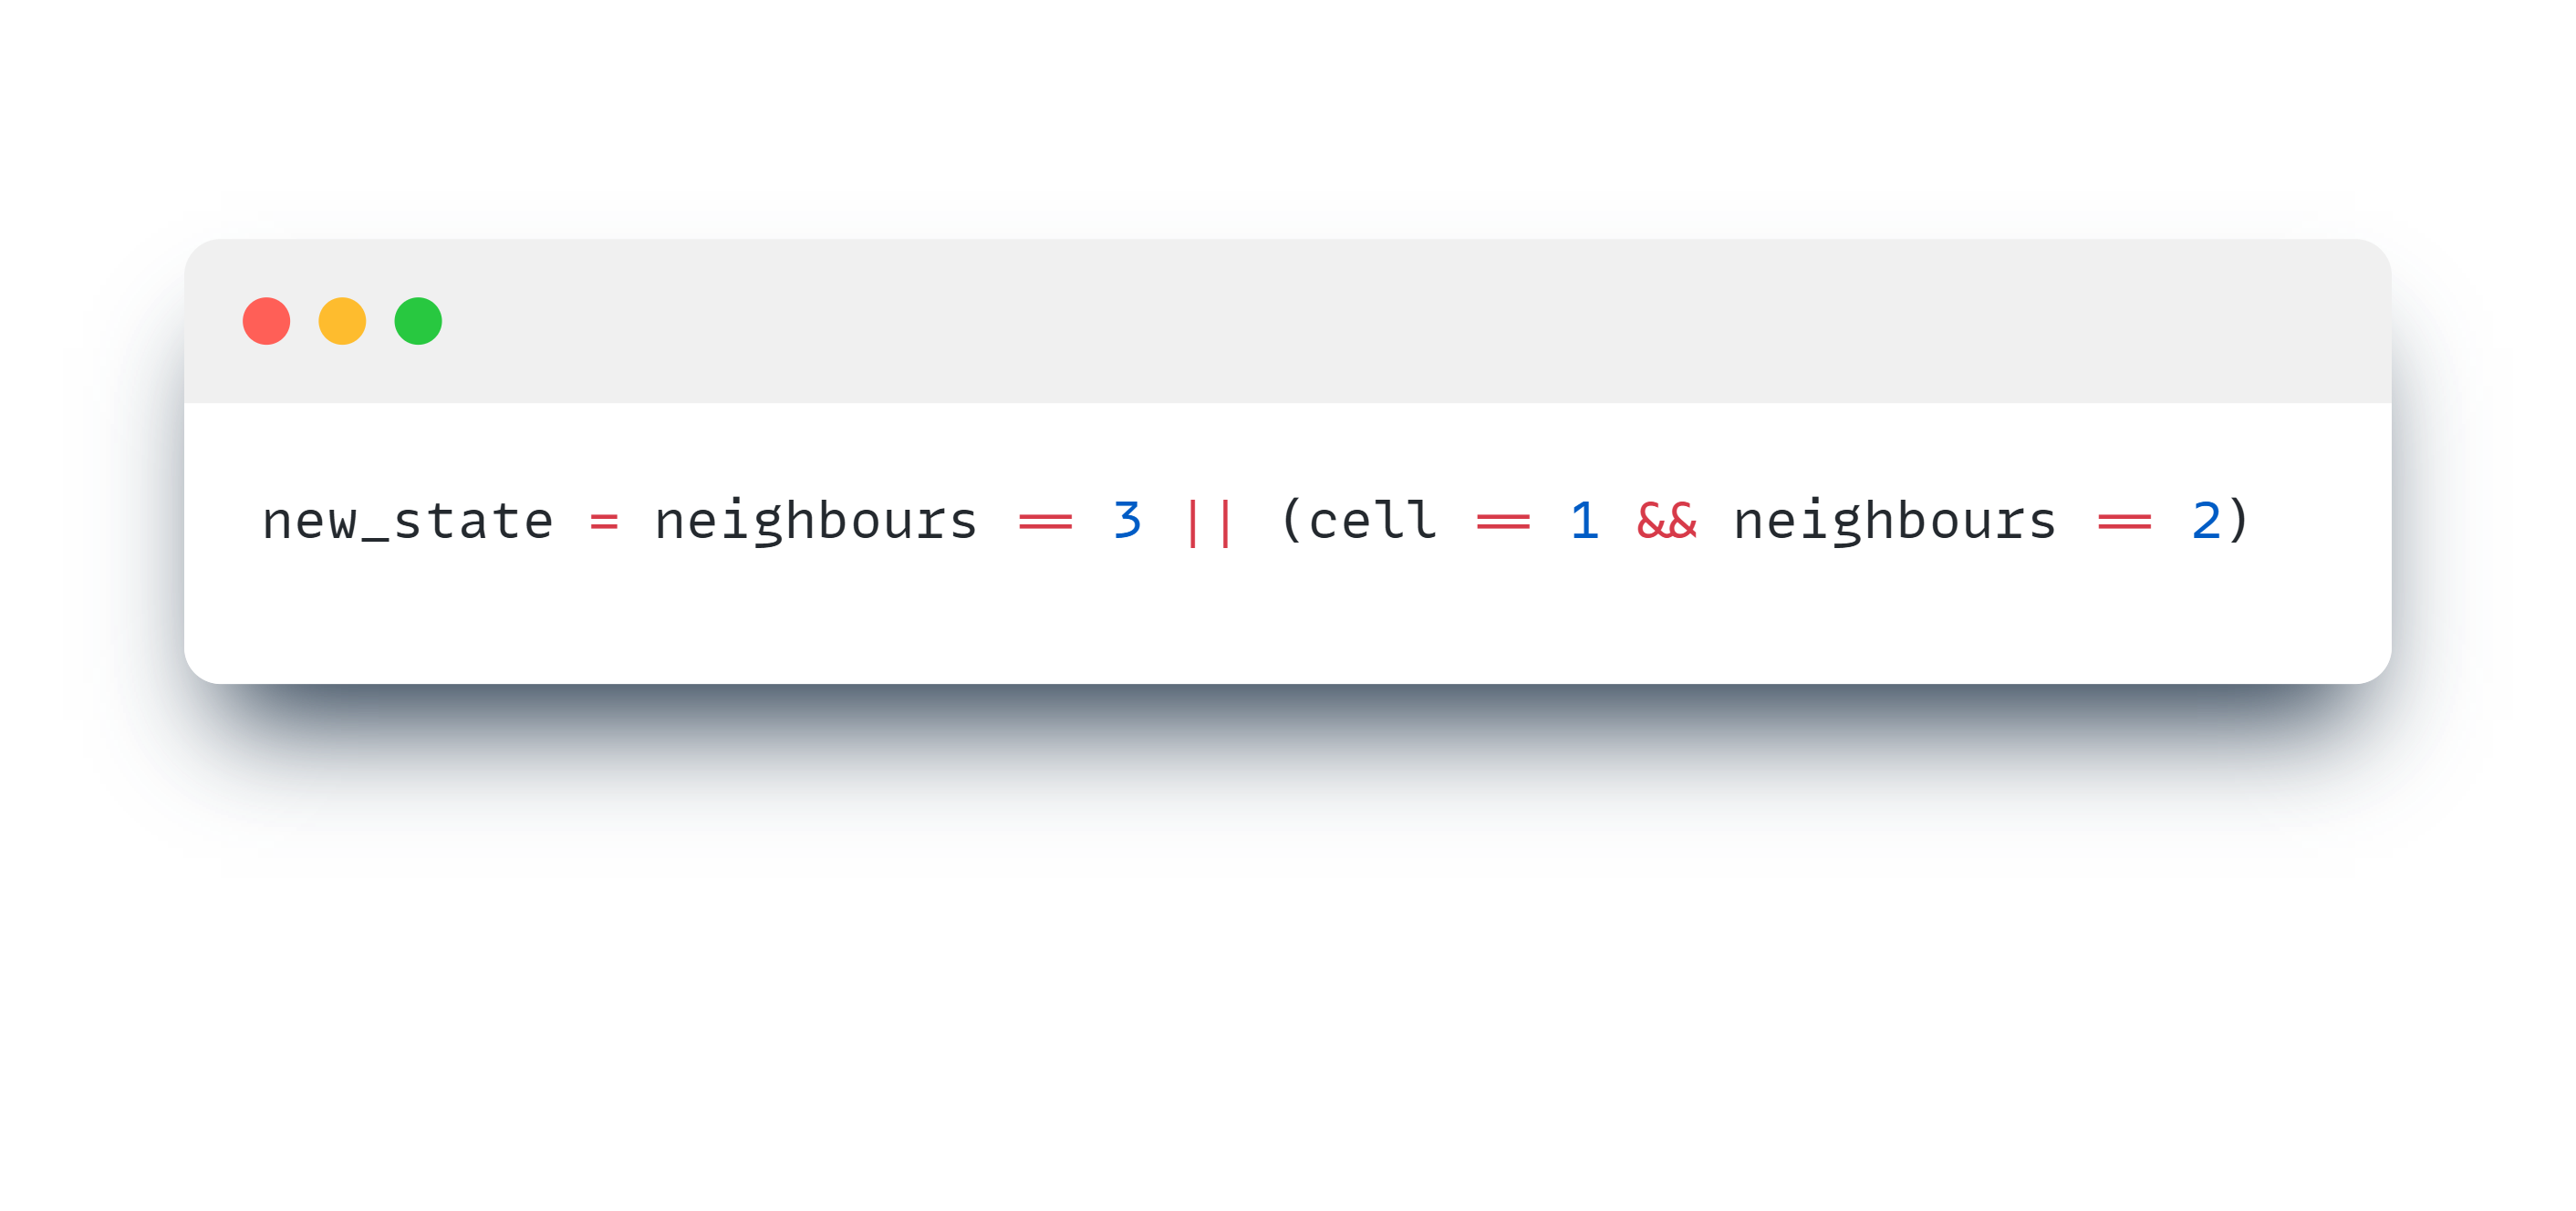 new_state = neighbours == 3 || (cell == 1 && neighbours == 2)